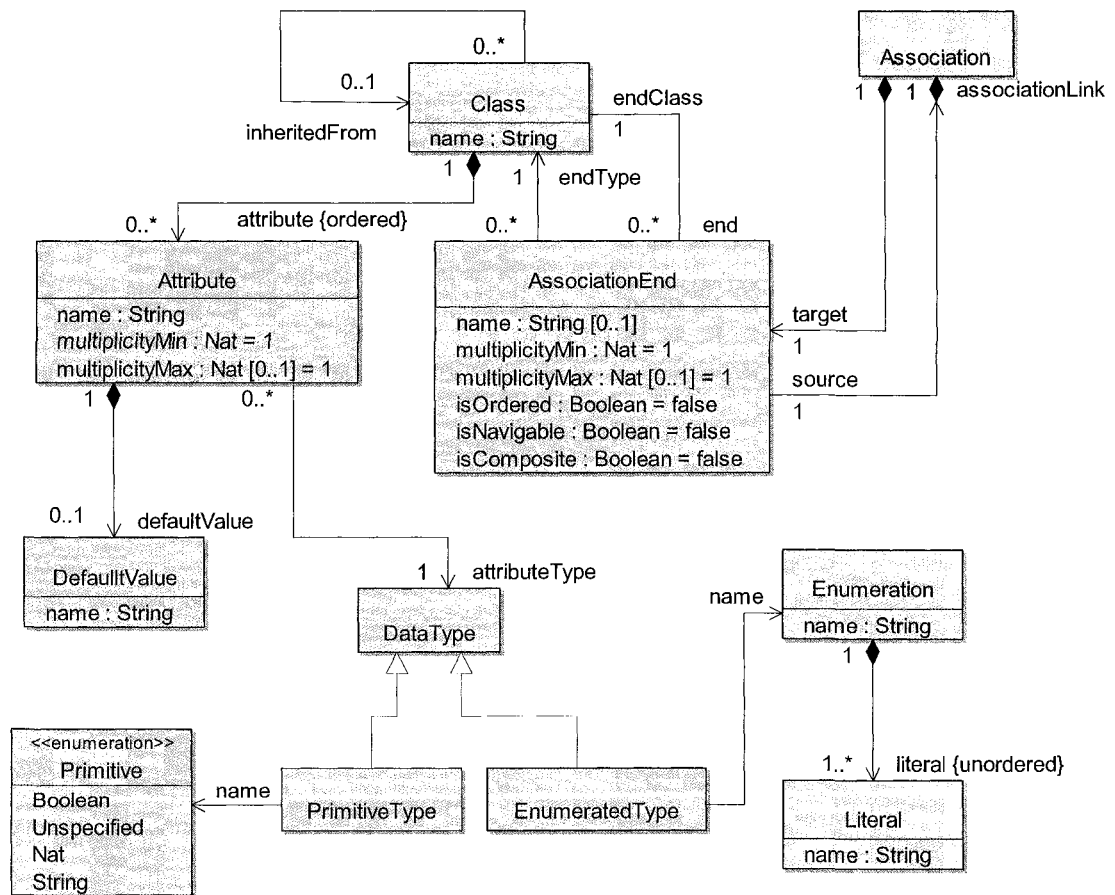 0..*
0..1
Class
name : String
inheritedFrom
1
endClass
1
Association
1
1
associationLink
1
endType
0..*
attribute {ordered}
0..*
0..*
end
Attribute
name : String
multiplicityMin : Nat = 1
multiplicityMax : Nat [0..1] = 1
1
0..*
AssociationEnd
name : String [0..1]
multiplicityMin : Nat = 1
multiplicityMax : Nat [0..1] = 1
isOrdered : Boolean = false
isNavigable : Boolean = false
isComposite : Boolean = false
target
1
source
1
0..1
defaultValue
DefaulltValue
name : String
1
attributeType
DataType
name
Enumeration
name : String
1
<<enumeration>>
Primitive
Boolean
Unspecified
Nat
String
name
PrimitiveType
EnumeratedType
1..*
literal {unordered}
Literal
name : String